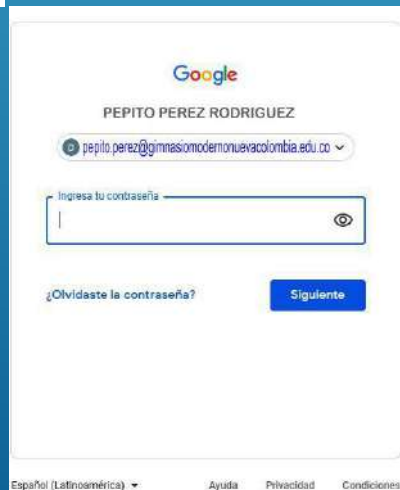 Google
PEPITO PEREZ RODRIGUEZ
pepito.perez@gimnasiomodernonuevacolombia.edu.co
Ingresa tu contraseña
¿Olvidaste la contraseña?
Siguiente
Español (Latinoamérica)
Ayuda
Privacidad
Condiciones